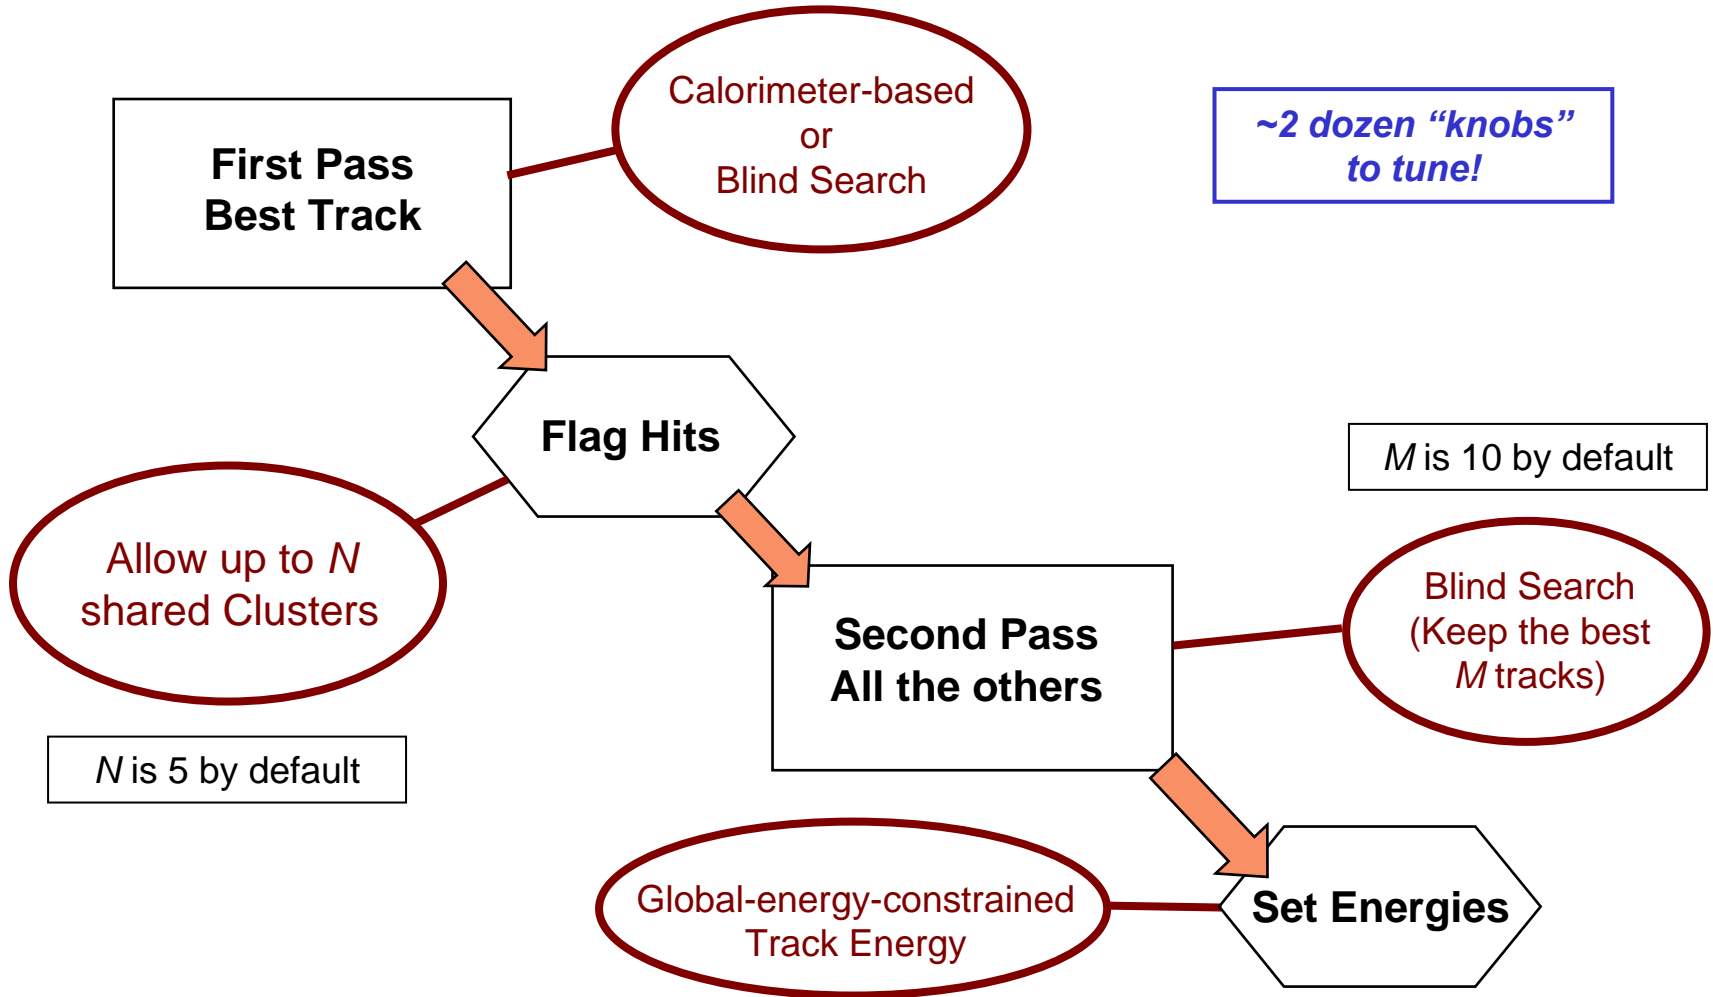 First Pass
Best Track
Calorimeter-based
or
Blind Search
~2 dozen “knobs”
to tune!
Flag Hits
Allow up to N
shared Clusters
N is 5 by default
M is 10 by default
Second Pass
All the others
Blind Search
(Keep the best
M tracks)
Global-energy-constrained
Track Energy
Set Energies